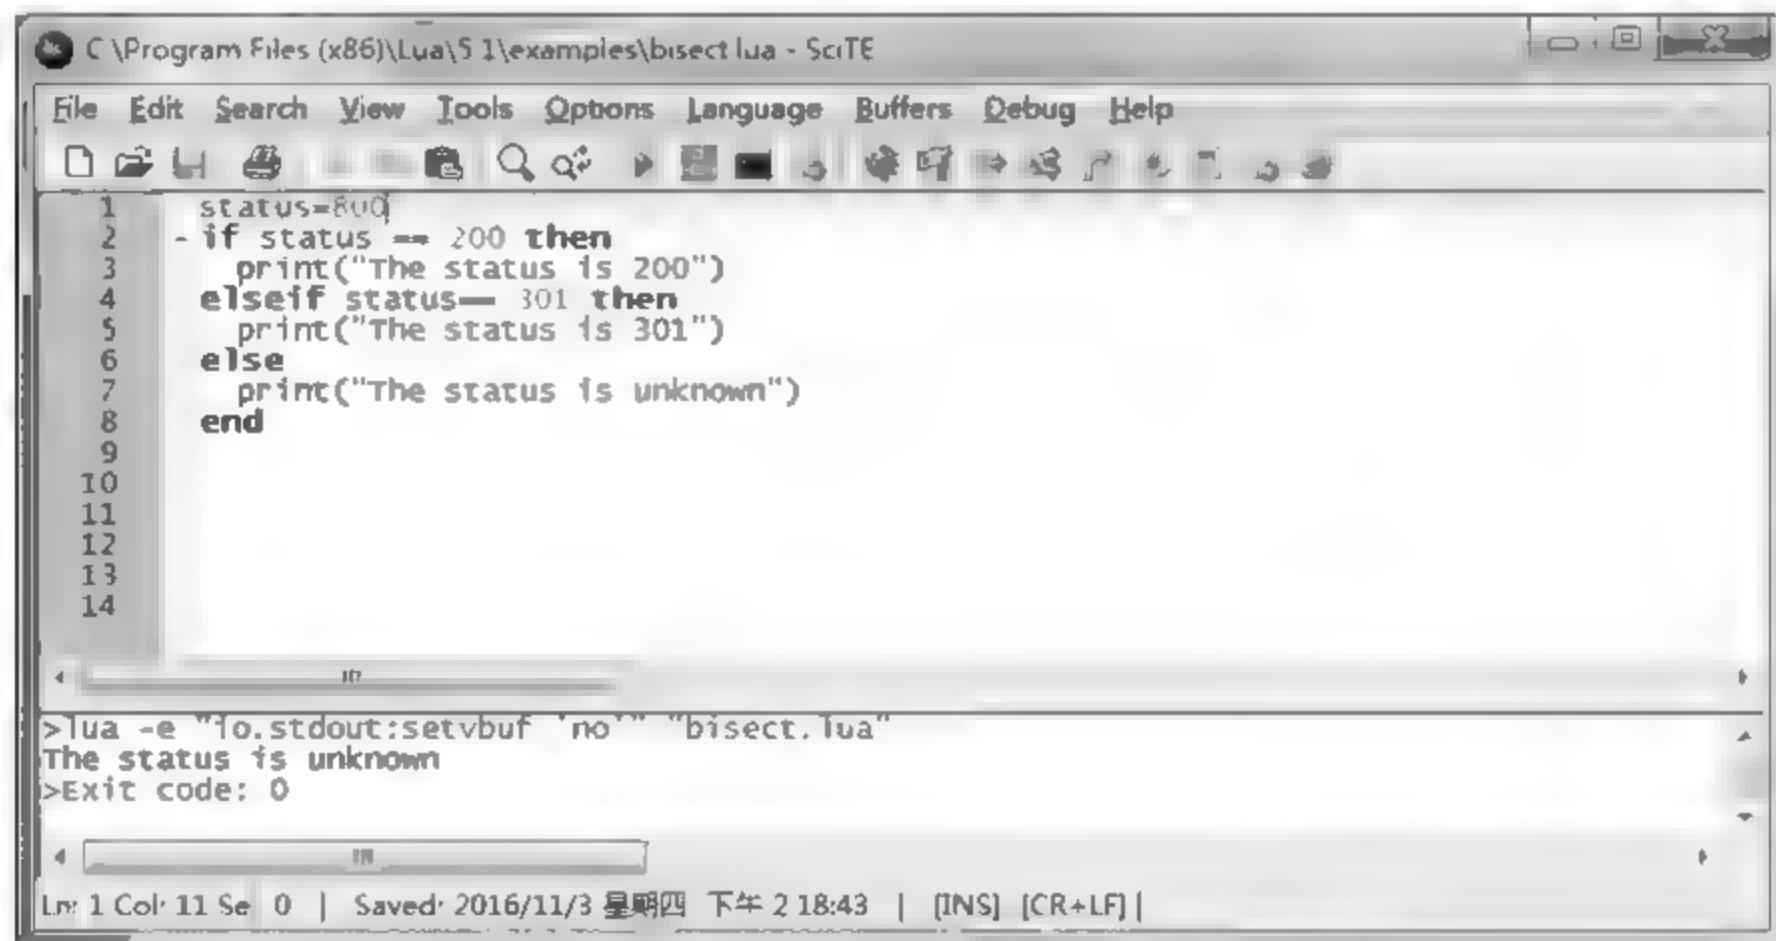 C:\Program Files (x86)\Lua\5.1\examples\bisect.lua - SciTE
File Edit Search View Tools Options Language Buffers Debug Help
1 status=800
2 - if status == 200 then
3 print("The status is 200")
4 elseif status== 301 then
5 print("The status is 301")
6 else
7 print("The status is unknown")
8 end
9
10
11
12
13
14
>lua -e "io.stdout:setvbuf 'no'" "bisect.lua"
The status is unknown
>Exit code: 0
Ln: 1 Col: 11 Sel: 0 | Saved: 2016/11/3 星期四 下午 2:18:43 | [INS] [CR+LF] |